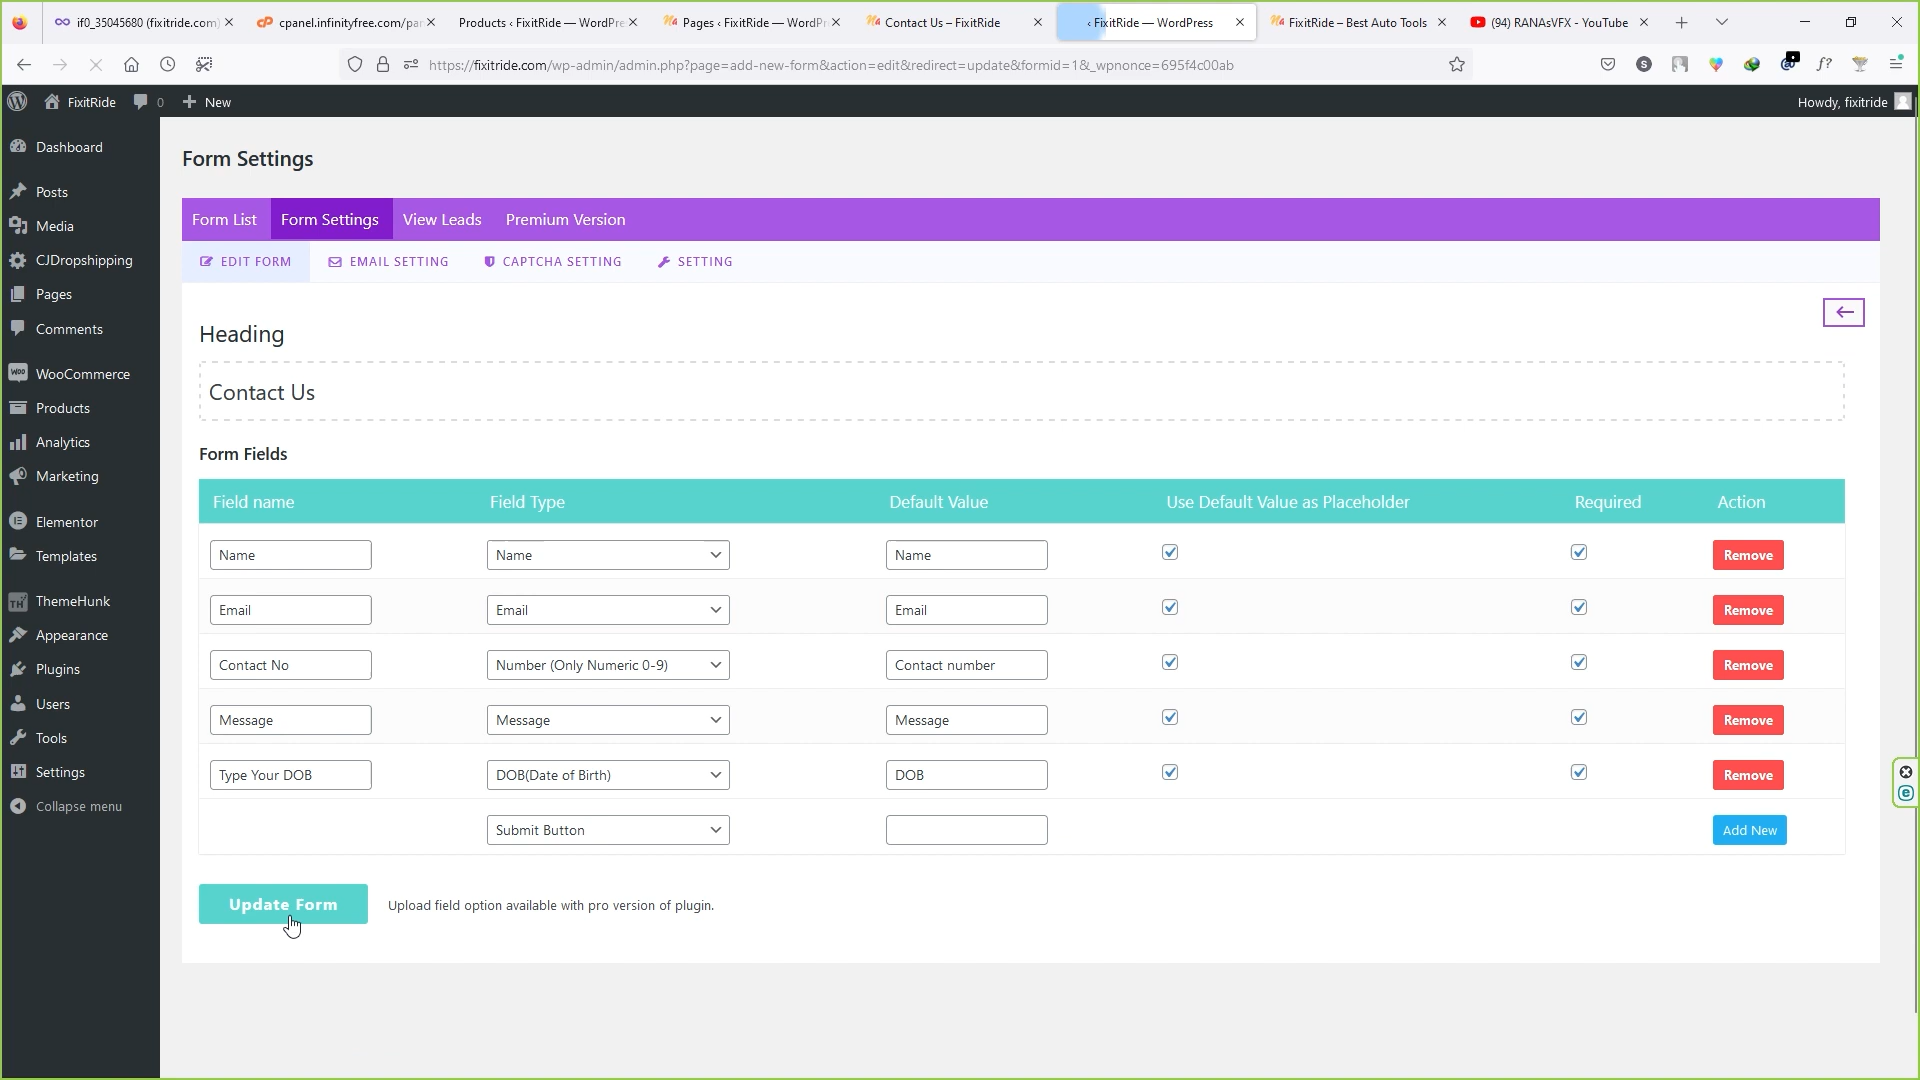 if0_35045680 (fixitride.com)
cpanel.infinityfree.com/par
Products ‹ FixitRide — WordPre
Pages ‹ FixitRide — WordPr
Contact Us – FixitRide
‹ FixitRide — WordPress
FixitRide – Best Auto Tools
(94) RANAsVFX - YouTube
https://fixitride.com/wp-admin/admin.php?page=add-new-form&action=edit&redirect=update&formid=1&_wpnonce=695f4c00ab
FixitRide
0
New
Howdy, fixitride
Dashboard
Posts
Media
CJDropshipping
Pages
Comments
WooCommerce
Products
Analytics
Marketing
Elementor
Templates
ThemeHunk
Appearance
Plugins
Users
Tools
Settings
Collapse menu
Form Settings
Form List Form Settings View Leads Premium Version
EDIT FORM EMAIL SETTING CAPTCHA SETTING SETTING
Heading
Contact Us
Form Fields
Field name Field Type Default Value Use Default Value as Placeholder Required Action
Name Name Name Remove
Email Email Email Remove
Contact No Number (Only Numeric 0-9) Contact number Remove
Message Message Message Remove
Type Your DOB DOB(Date of Birth) DOB Remove
Submit Button Add New
Update Form Upload field option available with pro version of plugin.